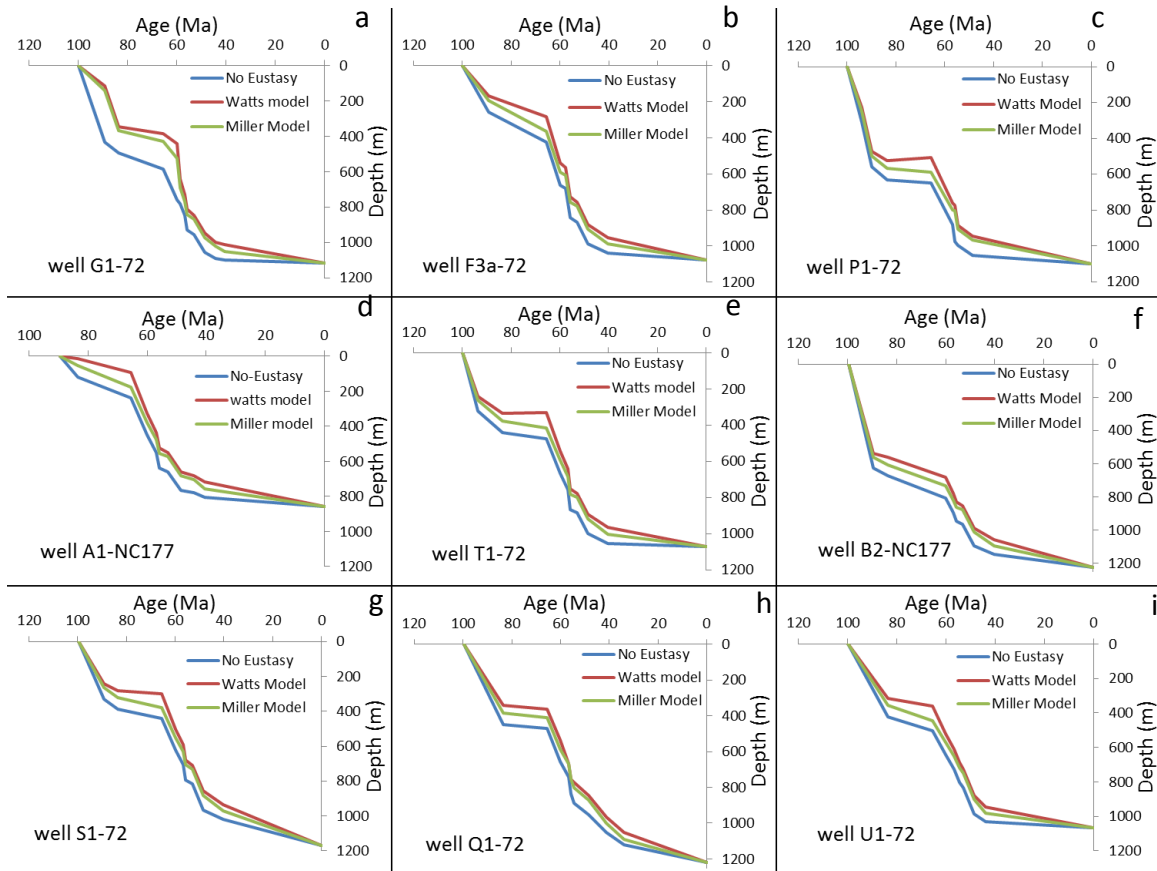 a
Age (Ma)
120 100 80 60 40 20 0
0
200
400
600
800
1000
1200
Depth (m)
No Eustasy
Watts model
Miller Model
well G1-72
b
Age (Ma)
120 100 80 60 40 20 0
0
200
400
600
800
1000
1200
Depth (m)
No Eustasy
Watts Model
Miller Model
well F3a-72
c
Age (Ma)
120 100 80 60 40 20 0
0
200
400
600
800
1000
1200
Depth (m)
No Eustasy
Watts Model
Miller Model
well P1-72
d
Age (Ma)
100 80 60 40 20 0
0
200
400
600
800
1000
1200
Depth (m)
No-Eustasy
watts model
Miller model
well A1-NC177
e
Age (Ma)
120 100 80 60 40 20 0
0
200
400
600
800
1000
1200
Depth (m)
No Eustasy
Watts model
Miller Model
well T1-72
f
Age (Ma)
120 100 80 60 40 20 0
0
200
400
600
800
1000
1200
Depth (m)
No Eustasy
Watts Model
Miller Model
well B2-NC177
g
Age (Ma)
120 100 80 60 40 20 0
0
200
400
600
800
1000
1200
Depth (m)
No Eustasy
Watts Model
Miller Model
well S1-72
h
Age (Ma)
120 100 80 60 40 20 0
0
200
400
600
800
1000
1200
Depth (m)
No Eustasy
Watts model
Miller Model
well Q1-72
i
Age (Ma)
120 100 80 60 40 20 0
0
200
400
600
800
1000
1200
Depth (m)
No Eustasy
Watts Model
Miller Model
well U1-72